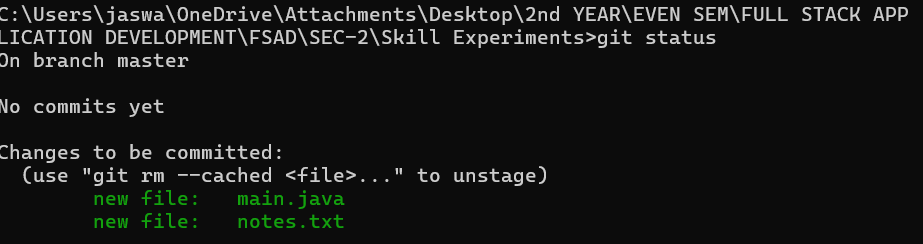 C:\Users\jaswa\OneDrive\Attachments\Desktop\2nd YEAR\EVEN SEM\FULL STACK APP
LICATION DEVELOPMENT\FSAD\SEC-2\Skill Experiments>git status
On branch master
No commits yet
Changes to be committed:
  (use "git rm --cached <file>..." to unstage)
        new file:   main.java
        new file:   notes.txt